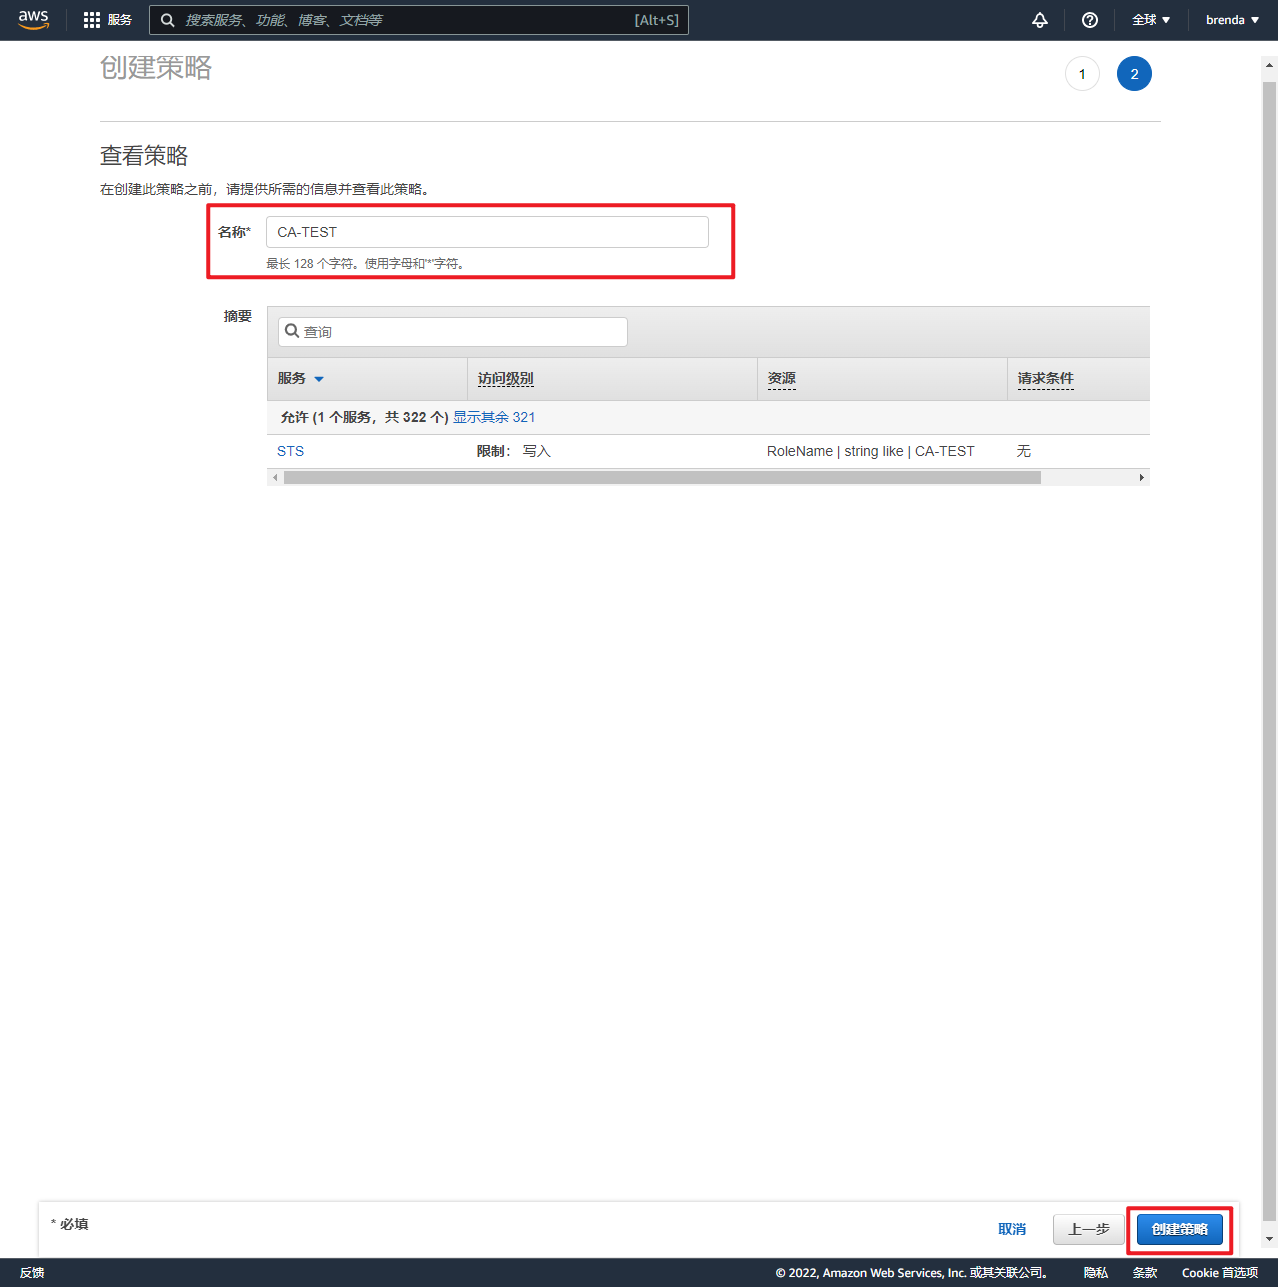 aws 服务 搜索服务、功能、博客、文档等 [Alt+S] 全球 ▼ brenda ▼
创建策略 1 2
查看策略
在创建此策略之前，请提供所需的信息并查看此策略。
名称* CA-TEST
最长 128 个字符。使用字母和'*'字符。
摘要 查询
服务 访问级别 资源 请求条件
允许 (1 个服务，共 322 个) 显示其余 321
STS 限制： 写入 RoleName | string like | CA-TEST 无
* 必填 取消 上一步 创建策略
反馈 © 2022, Amazon Web Services, Inc. 或其关联公司。 隐私 条款 Cookie 首选项